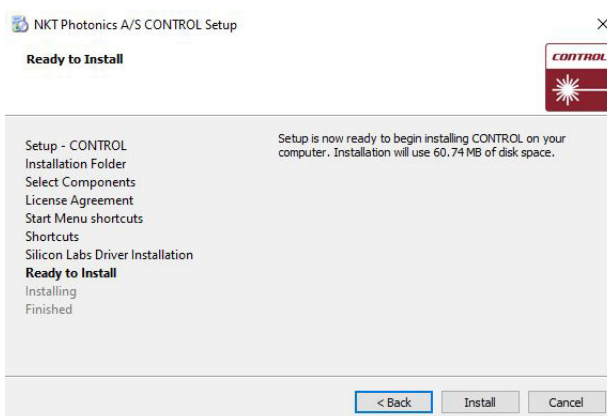 NKT Photonics A/S CONTROL Setup
Ready to Install
CONTROL
Setup - CONTROL
Installation Folder
Select Components
License Agreement
Start Menu shortcuts
Shortcuts
Silicon Labs Driver Installation
Ready to Install
Installing
Finished
Setup is now ready to begin installing CONTROL on your
computer. Installation will use 60.74 MB of disk space.
< Back
Install
Cancel